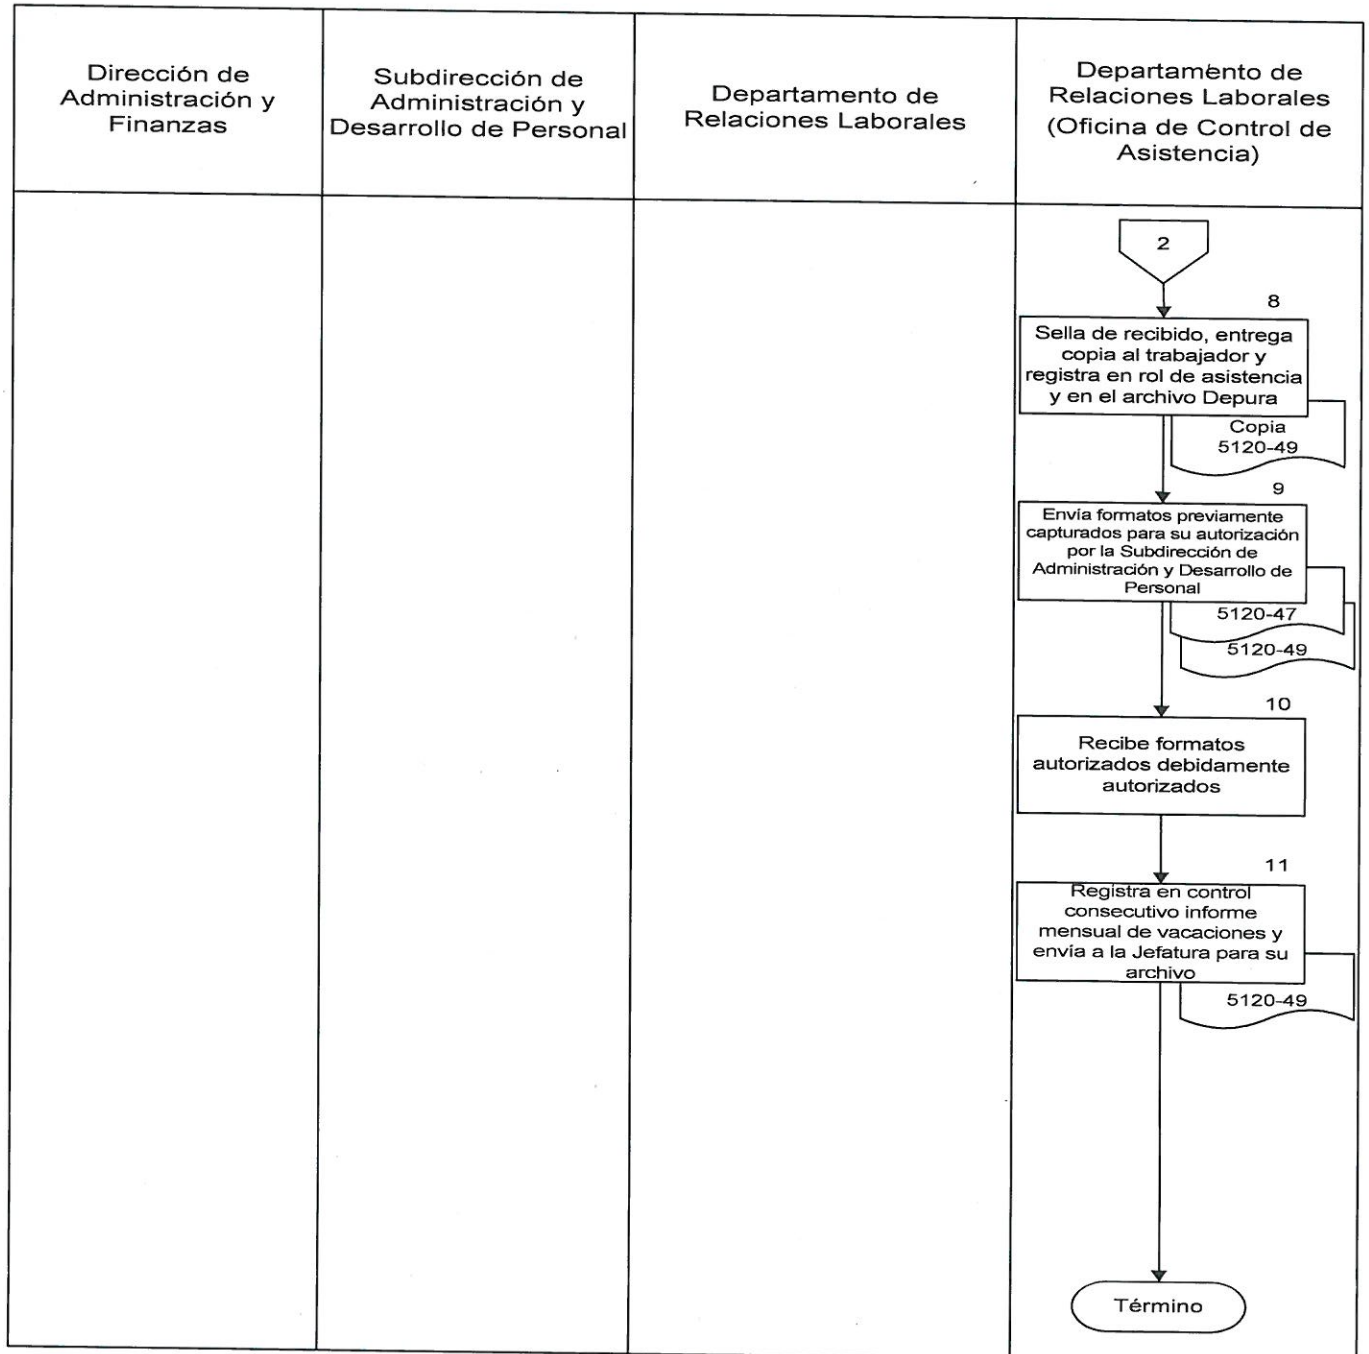 Dirección de
Administración y
Finanzas
Subdirección de
Administración y
Desarrollo de Personal
Departamento de
Relaciones Laborales
Departamento de
Relaciones Laborales
(Oficina de Control de
Asistencia)
2
8
Sella de recibido, entrega
copia al trabajador y
registra en rol de asistencia
y en el archivo Depura
Copia
5120-49
9
Envía formatos previamente
capturados para su autorización
por la Subdirección de
Administración y Desarrollo de
Personal
5120-47
5120-49
10
Recibe formatos
autorizados debidamente
autorizados
11
Registra en control
consecutivo informe
mensual de vacaciones y
envía a la Jefatura para su
archivo
5120-49
Término